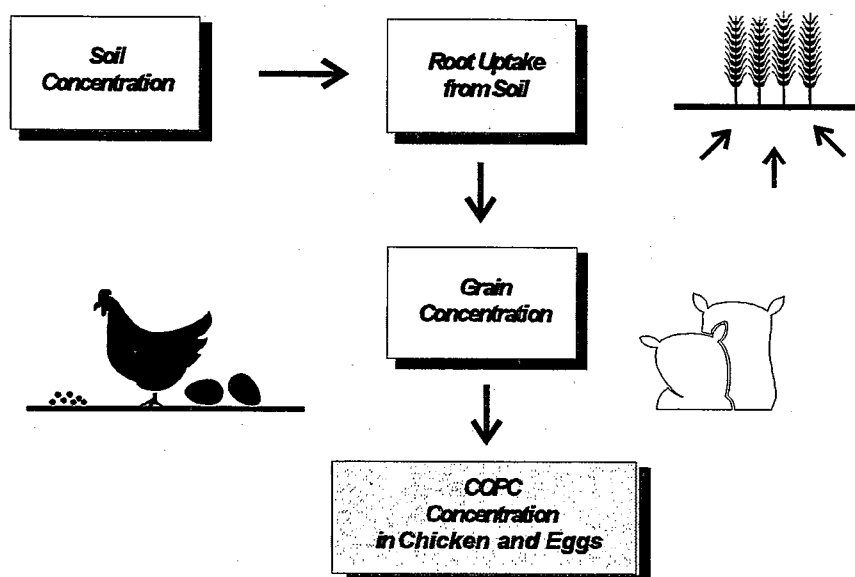 Soil
Concentration
Root Uptake
from Soil
Grain
Concentration
COPC
Concentration
in Chicken and Eggs